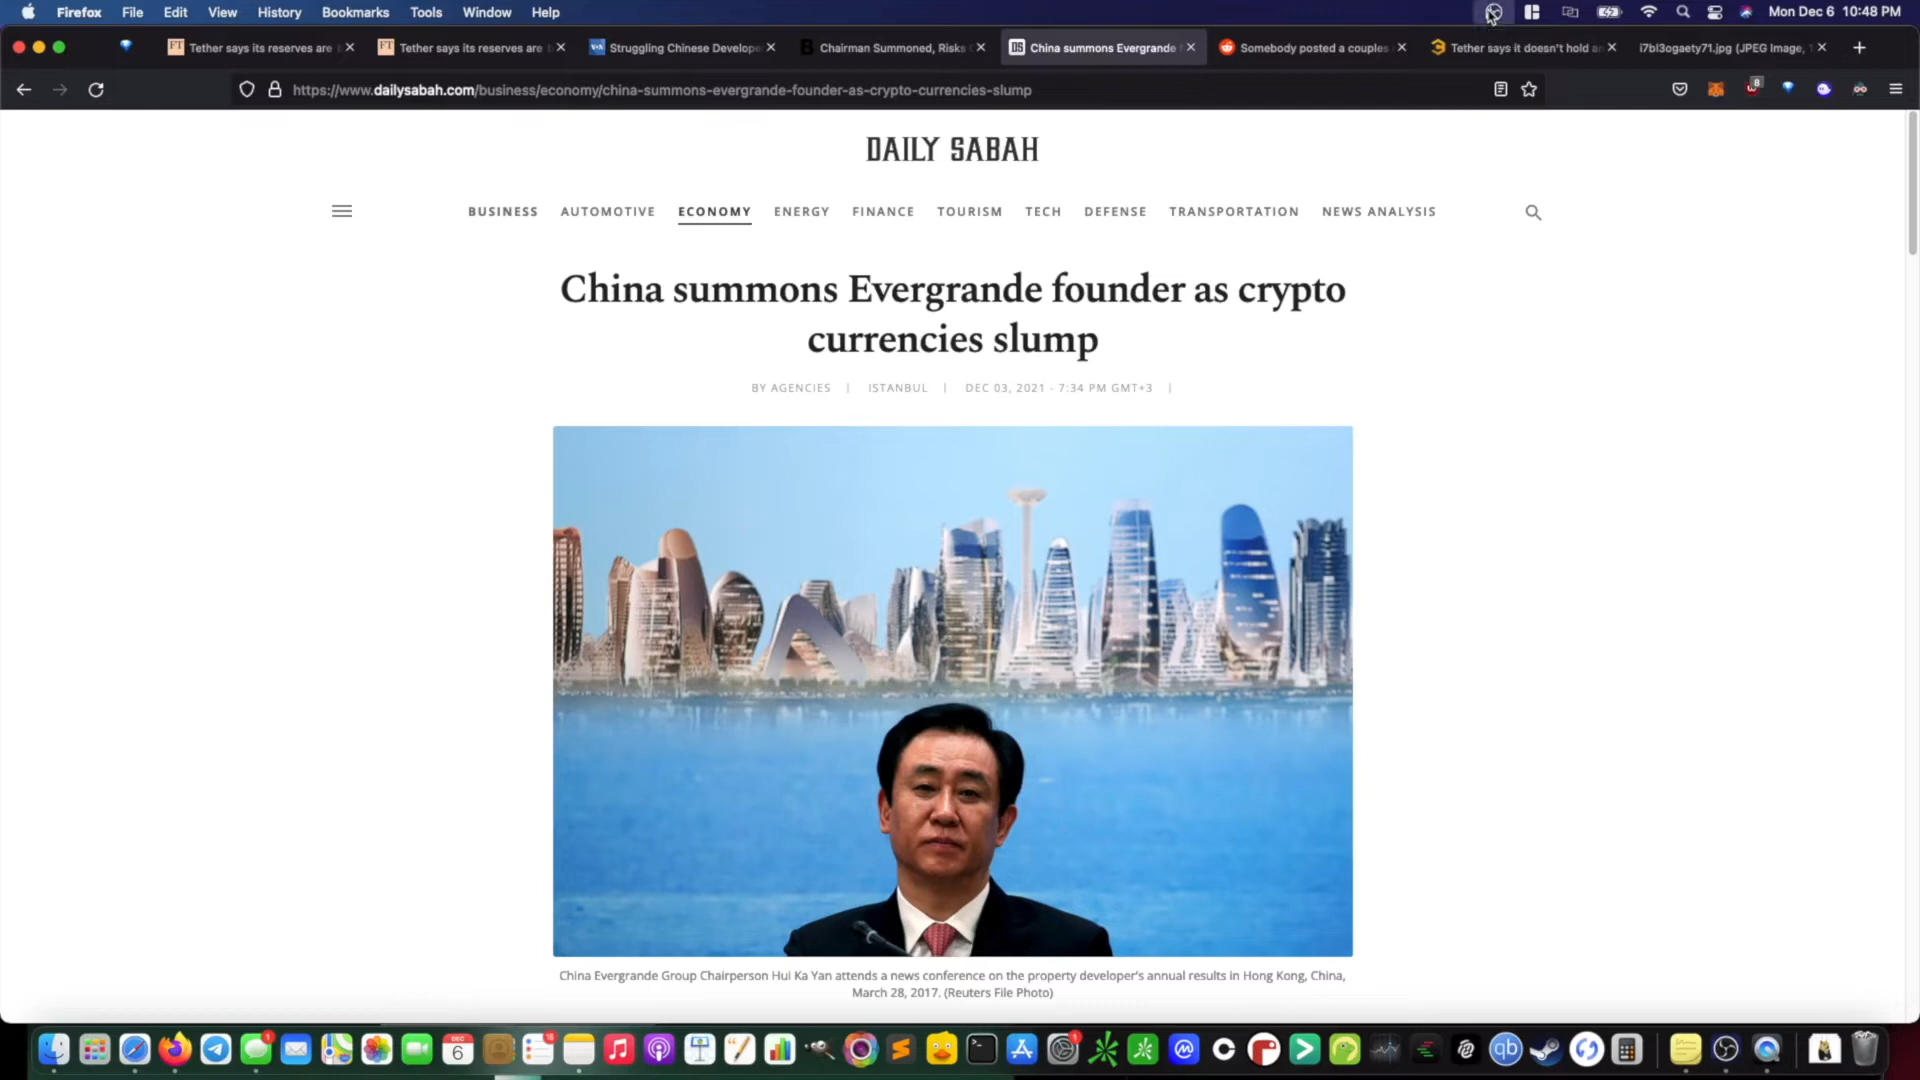 Firefox File Edit View History Bookmarks Tools Window Help Mon Dec 6 10:48 PM
Tether says its reserves are Tether says its reserves are Struggling Chinese Develope Chairman Summoned, Risks China summons Evergrande Somebody posted a couples Tether says it doesn't hold i7bl3ogaety71.jpg (JPEG Image,
https://www.dailysabah.com/business/economy/china-summons-evergrande-founder-as-crypto-currencies-slump 8
DAILY SABAH
BUSINESS AUTOMOTIVE ECONOMY ENERGY FINANCE TOURISM TECH DEFENSE TRANSPORTATION NEWS ANALYSIS
China summons Evergrande founder as crypto
currencies slump
BY AGENCIES | ISTANBUL | DEC 03, 2021 - 7:34 PM GMT+3 |
China Evergrande Group Chairperson Hui Ka Yan attends a news conference on the property developer's annual results in Hong Kong, China,
March 28, 2017. (Reuters File Photo)
DEC
6
qb